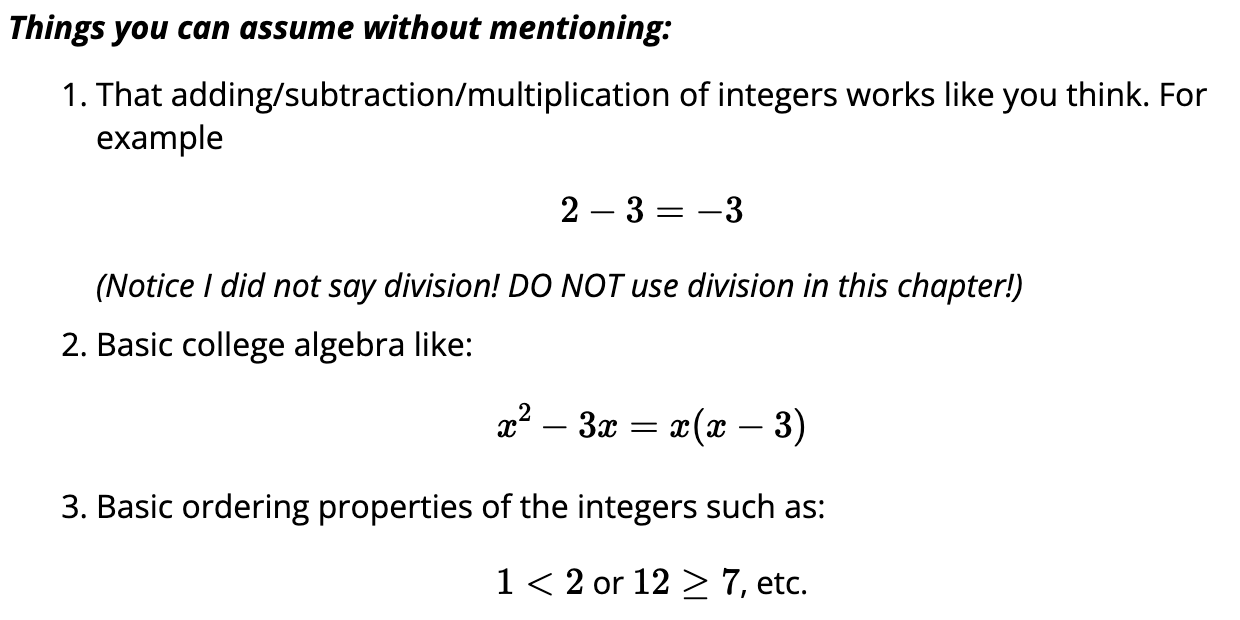 Things you can assume without mentioning:
1. That adding/subtraction/multiplication of integers works like you think. For
example
2 − 3 = −3
(Notice I did not say division! DO NOT use division in this chapter!)
2. Basic college algebra like:
x² − 3x = x(x − 3)
3. Basic ordering properties of the integers such as:
1 < 2 or 12 ≥ 7, etc.